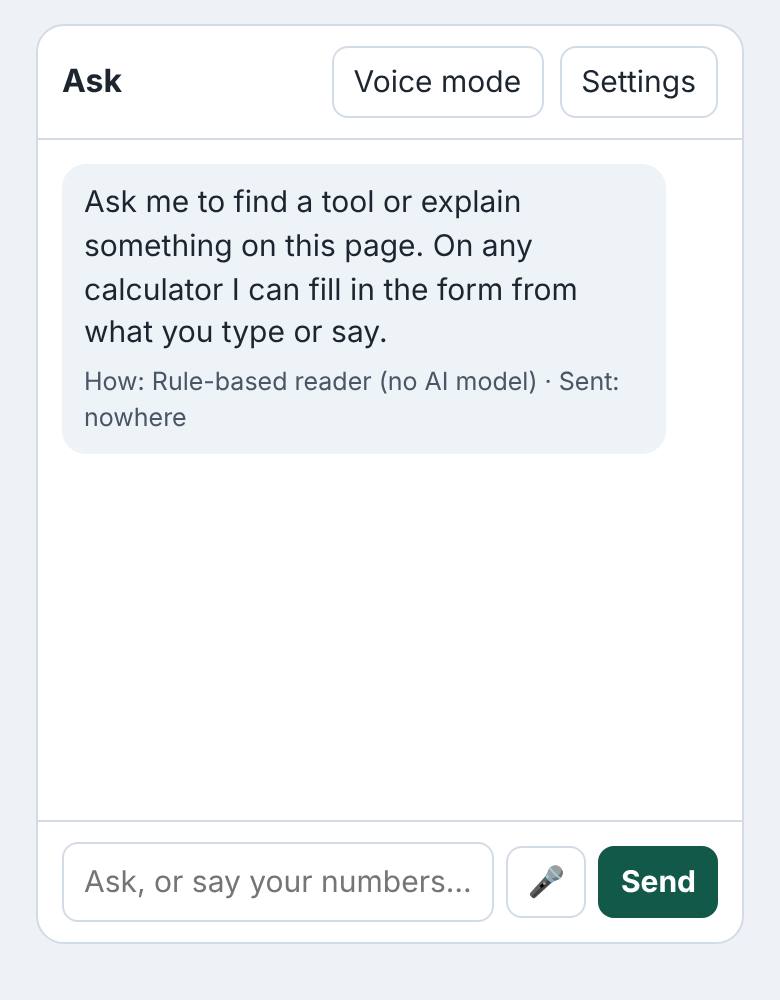 Ask
Voice mode
Settings
Ask me to find a tool or explain
something on this page. On any
calculator I can fill in the form from
what you type or say.
How: Rule-based reader (no AI model) · Sent:
nowhere
Ask, or say your numbers...
Send